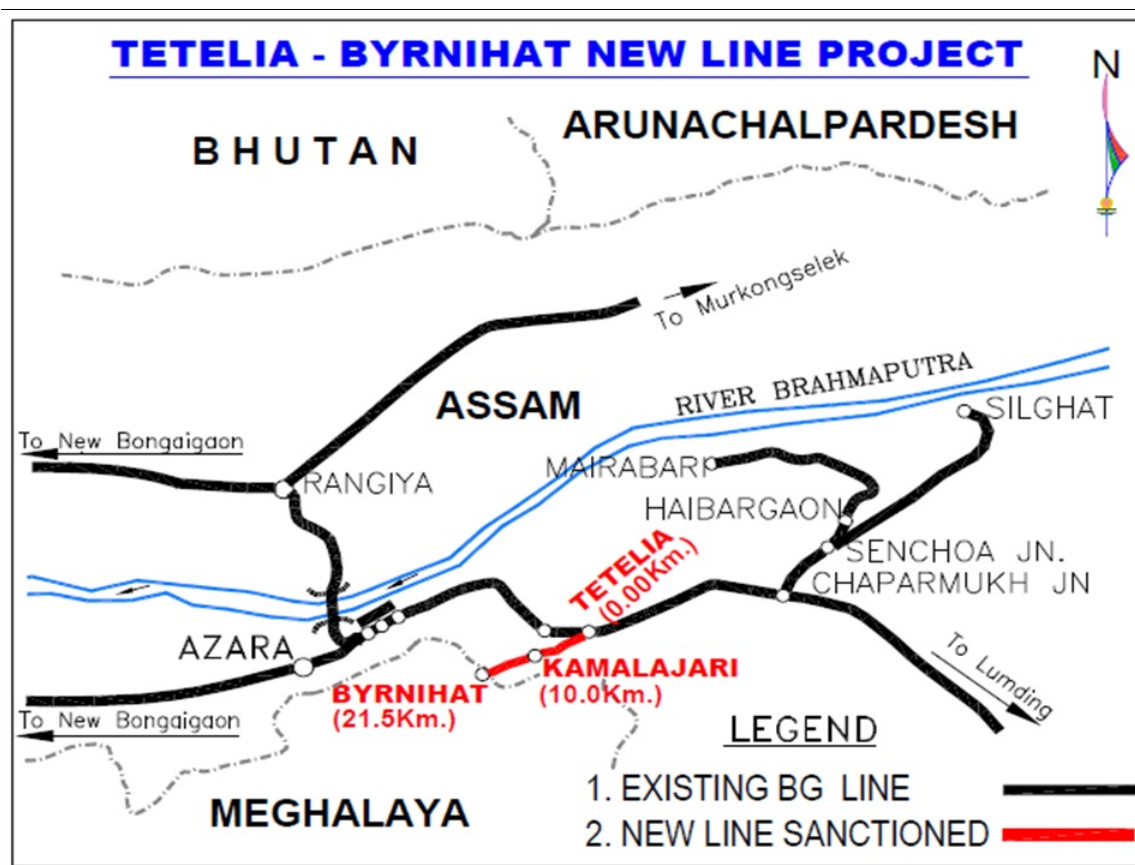 TETELIA - BYRNIHAT NEW LINE PROJECT
N
BHUTAN
ARUNACHALPARDESH
To Murkongselek
ASSAM
RIVER BRAHMAPUTRA
SILGHAT
To New Bongaigaon
RANGIYA
MAIRABARI
HAIBARGAON
SENCHOA JN.
CHAPARMUKH JN
TETELIA
(0.00Km.)
AZARA
KAMALAJARI
(10.0Km.)
BYRNIHAT
(21.5Km.)
To Lumding
To New Bongaigaon
MEGHALAYA
LEGEND
1. EXISTING BG LINE
2. NEW LINE SANCTIONED